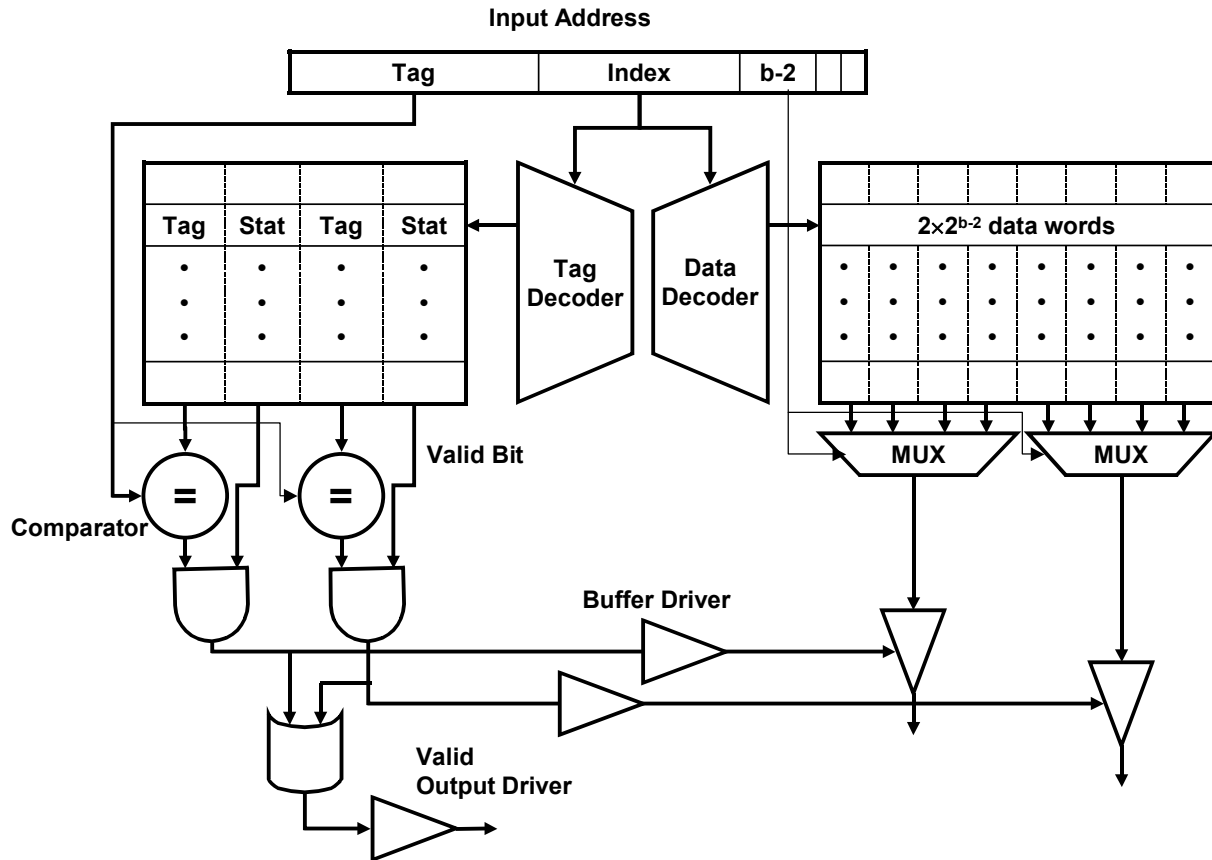 Input Address
Tag Index b-2
Tag Stat Tag Stat
Tag
Decoder
Data
Decoder
2×2ᵇ⁻² data words
Valid Bit
MUX MUX
= =
Comparator
Buffer Driver
Valid
Output Driver